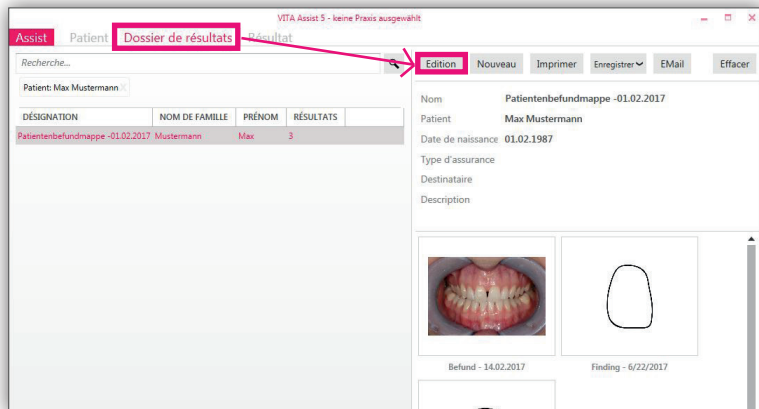 VITA Assist 5 - keine Praxis ausgewählt
Assist Patient Dossier de résultats Résultat
Recherche...
Edition Nouveau Imprimer Enregistrer EMail Effacer
Patient: Max Mustermann X
DÉSIGNATION NOM DE FAMILLE PRÉNOM RÉSULTATS
Patientenbefundmappe -01.02.2017 Mustermann Max 3
Nom Patientenbefundmappe -01.02.2017
Patient Max Mustermann
Date de naissance 01.02.1987
Type d'assurance
Destinataire
Description
Befund - 14.02.2017 Finding - 6/22/2017